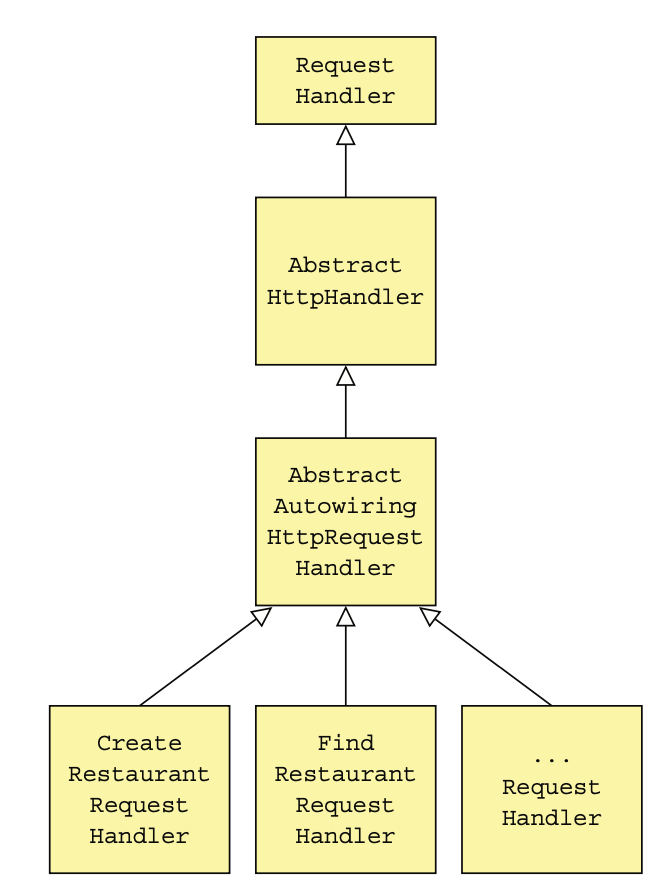 Request
Handler
Abstract
HttpHandler
Abstract
Autowiring
HttpRequest
Handler
Create
Restaurant
Request
Handler
Find
Restaurant
Request
Handler
...
Request
Handler